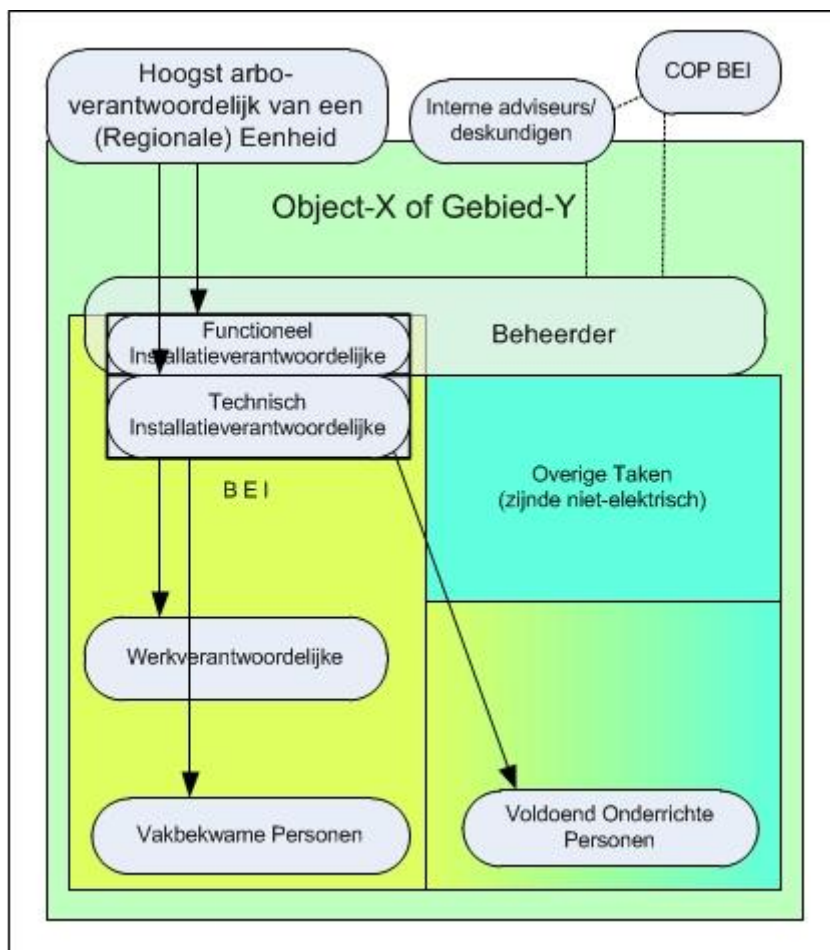 Hoogst arbo-
verantwoordelijk van een
(Regionale) Eenheid
Interne adviseurs/
deskundigen
COP BEI
Object-X of Gebied-Y
Functioneel
Installatieverantwoordelijke
Beheerder
Technisch
Installatieverantwoordelijke
B E I
Overige Taken
(zijnde niet-elektrisch)
Werkverantwoordelijke
Vakbekwame Personen
Voldoend Onderrichte
Personen